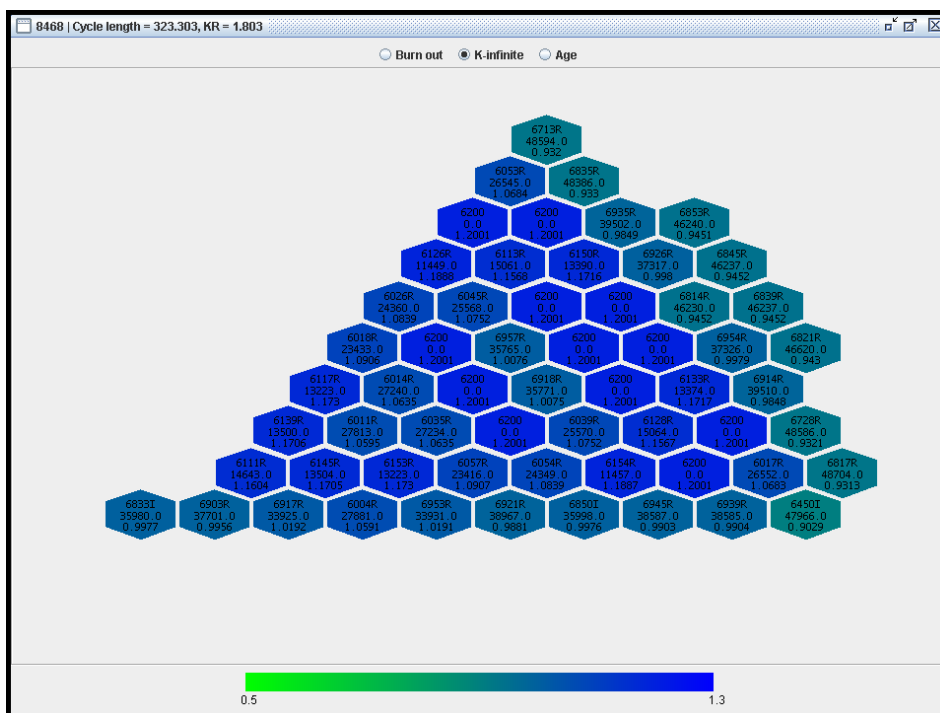 8468 | Cycle length = 323.303, KR = 1.803
Burn out K-infinite Age
6713R
48594.0
0.932
6053R
26545.0
1.0684
6835R
48386.0
0.933
6200
0.0
1.2001
6200
0.0
1.2001
6935R
39502.0
0.9849
6853R
46240.0
0.9451
6126R
11449.0
1.1888
6113R
15061.0
1.1568
6150R
13390.0
1.1716
6926R
37317.0
0.998
6845R
46237.0
0.9452
6026R
24360.0
1.0839
6045R
25568.0
1.0752
6200
0.0
1.2001
6200
0.0
1.2001
6814R
46230.0
0.9452
6839R
46237.0
0.9452
6018R
23433.0
1.0906
6200
0.0
1.2001
6957R
35765.0
1.0076
6200
0.0
1.2001
6200
0.0
1.2001
6954R
37326.0
0.9979
6821R
46620.0
0.943
6117R
13223.0
1.173
6014R
27240.0
1.0635
6200
0.0
1.2001
6918R
35771.0
1.0075
6200
0.0
1.2001
6133R
13374.0
1.1717
6914R
39510.0
0.9848
6139R
13500.0
1.1706
6011R
27813.0
1.0595
6035R
27234.0
1.0635
6200
0.0
1.2001
6039R
25570.0
1.0752
6128R
15064.0
1.1567
6200
0.0
1.2001
6728R
48586.0
0.9321
6111R
14643.0
1.1604
6145R
13504.0
1.1705
6153R
13223.0
1.173
6057R
23416.0
1.0907
6054R
24349.0
1.0839
6154R
11457.0
1.1887
6200
0.0
1.2001
6017R
26552.0
1.0683
6817R
48704.0
0.9313
6833I
35980.0
0.9977
6903R
37701.0
0.9956
6917R
33925.0
1.0192
6004R
27881.0
1.0591
6953R
33931.0
1.0191
6921R
38967.0
0.9881
6850I
35998.0
0.9976
6945R
38587.0
0.9903
6939R
38585.0
0.9904
6450I
47966.0
0.9029
0.5
1.3